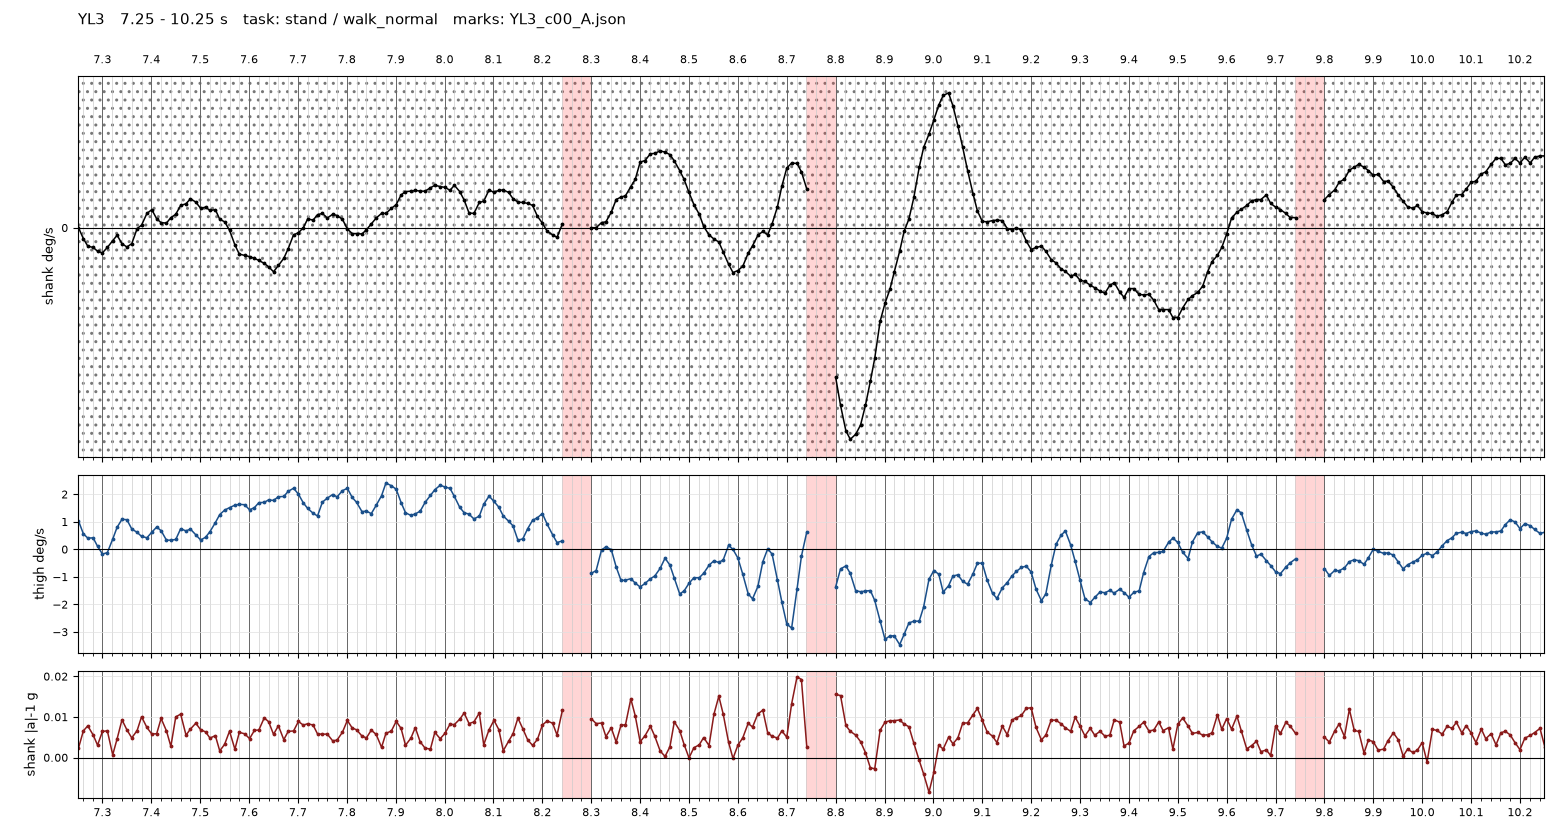 YL3   7.25 - 10.25 s   task: stand / walk_normal   marks: YL3_c00_A.json
7.3 7.4 7.5 7.6 7.7 7.8 7.9 8.0 8.1 8.2 8.3 8.4 8.5 8.6 8.7 8.8 8.9 9.0 9.1 9.2 9.3 9.4 9.5 9.6 9.7 9.8 9.9 10.0 10.1 10.2
shank deg/s
0
thigh deg/s
2
1
0
−1
−2
−3
shank |a|-1 g
0.02
0.01
0.00
7.3 7.4 7.5 7.6 7.7 7.8 7.9 8.0 8.1 8.2 8.3 8.4 8.5 8.6 8.7 8.8 8.9 9.0 9.1 9.2 9.3 9.4 9.5 9.6 9.7 9.8 9.9 10.0 10.1 10.2